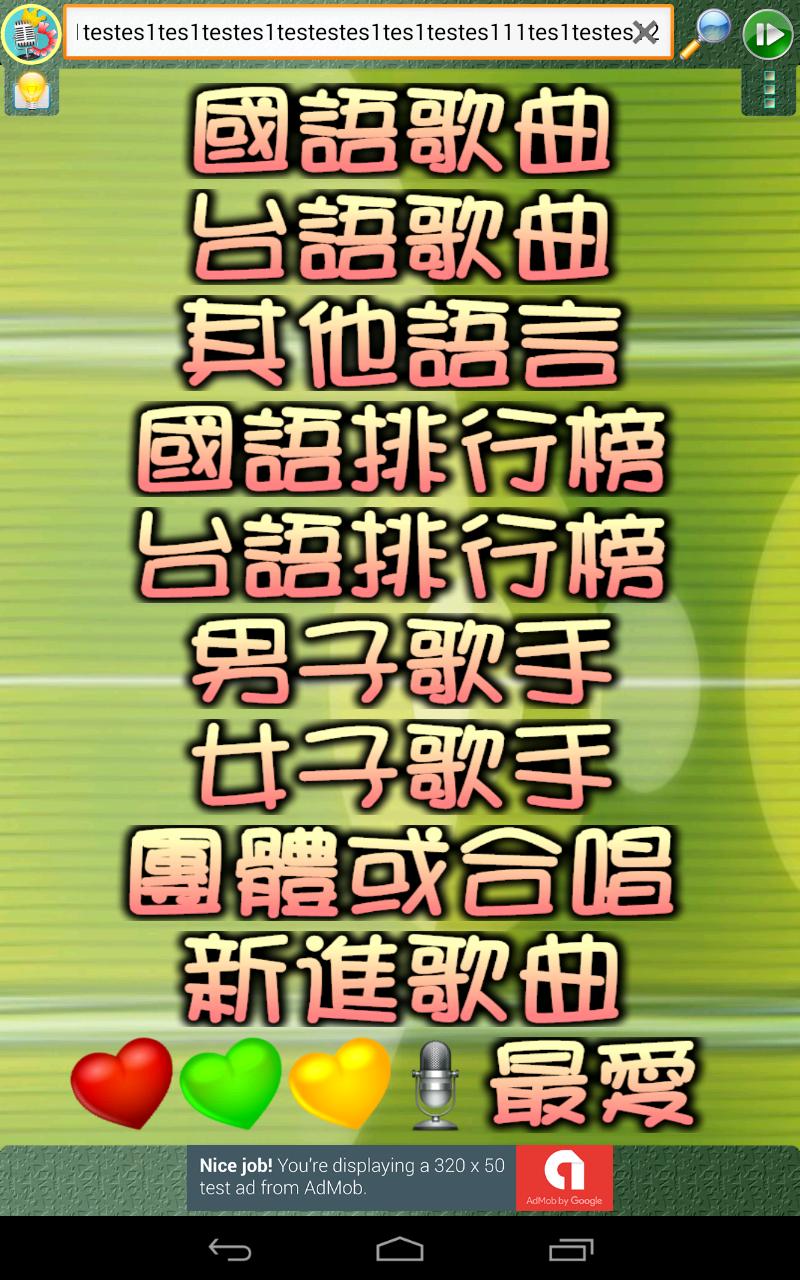 testes1tes1testes1testestes1tes1testes111tes1testes
國語歌曲
台語歌曲
其他語言
國語排行榜
台語排行榜
男子歌手
女子歌手
團體或合唱
新進歌曲
最愛
Nice job! You're displaying a 320 x 50
test ad from AdMob.
AdMob by Google